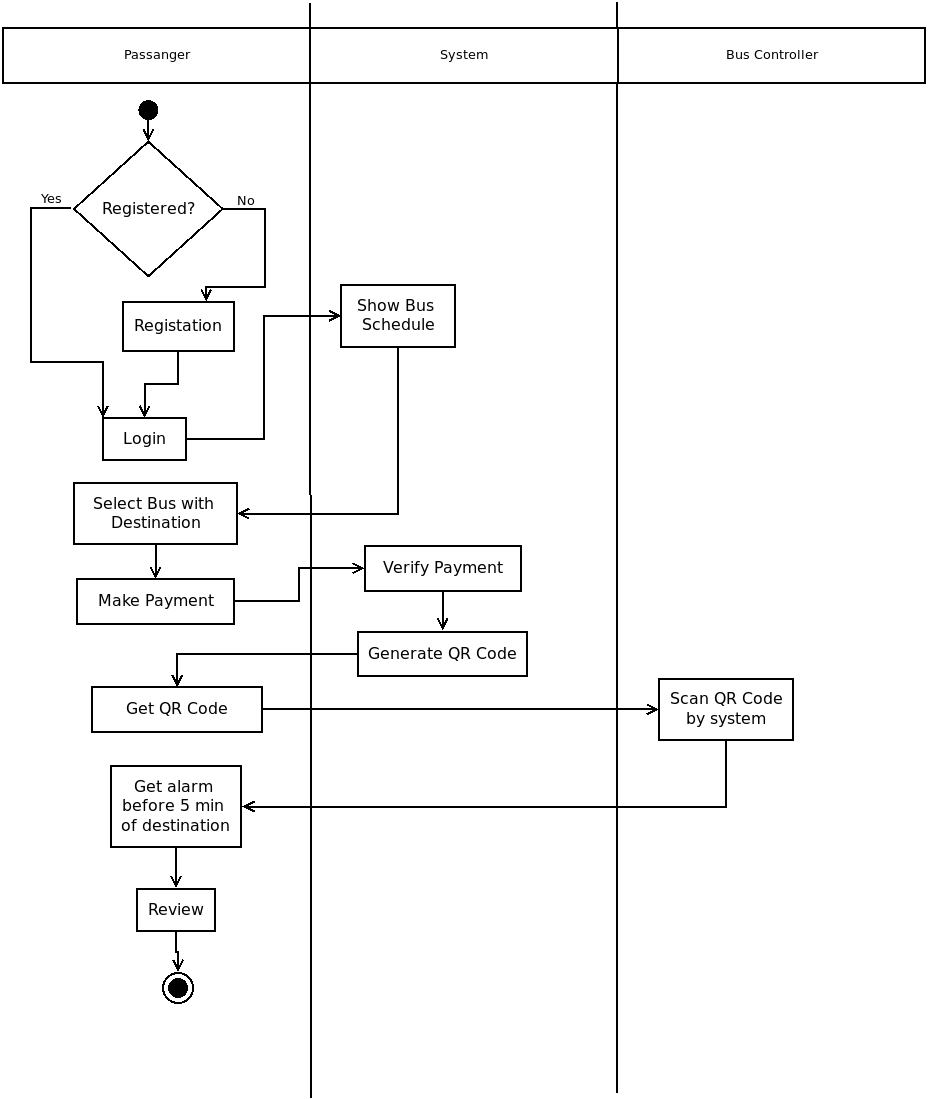 Passanger
System
Bus Controller
Yes
No
Registered?
Registation
Show Bus
Schedule
Login
Select Bus with
Destination
Verify Payment
Make Payment
Generate QR Code
Get QR Code
Scan QR Code
by system
Get alarm
before 5 min
of destination
Review